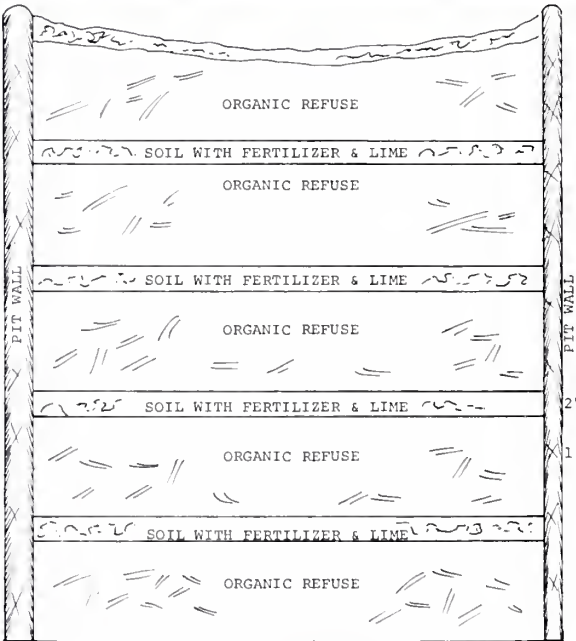 ORGANIC REFUSE
SOIL WITH FERTILIZER & LIME
ORGANIC REFUSE
SOIL WITH FERTILIZER & LIME
PIT WALL
PIT WALL
ORGANIC REFUSE
SOIL WITH FERTILIZER & LIME
2"
ORGANIC REFUSE
1
SOIL WITH FERTILIZER & LIME
ORGANIC REFUSE